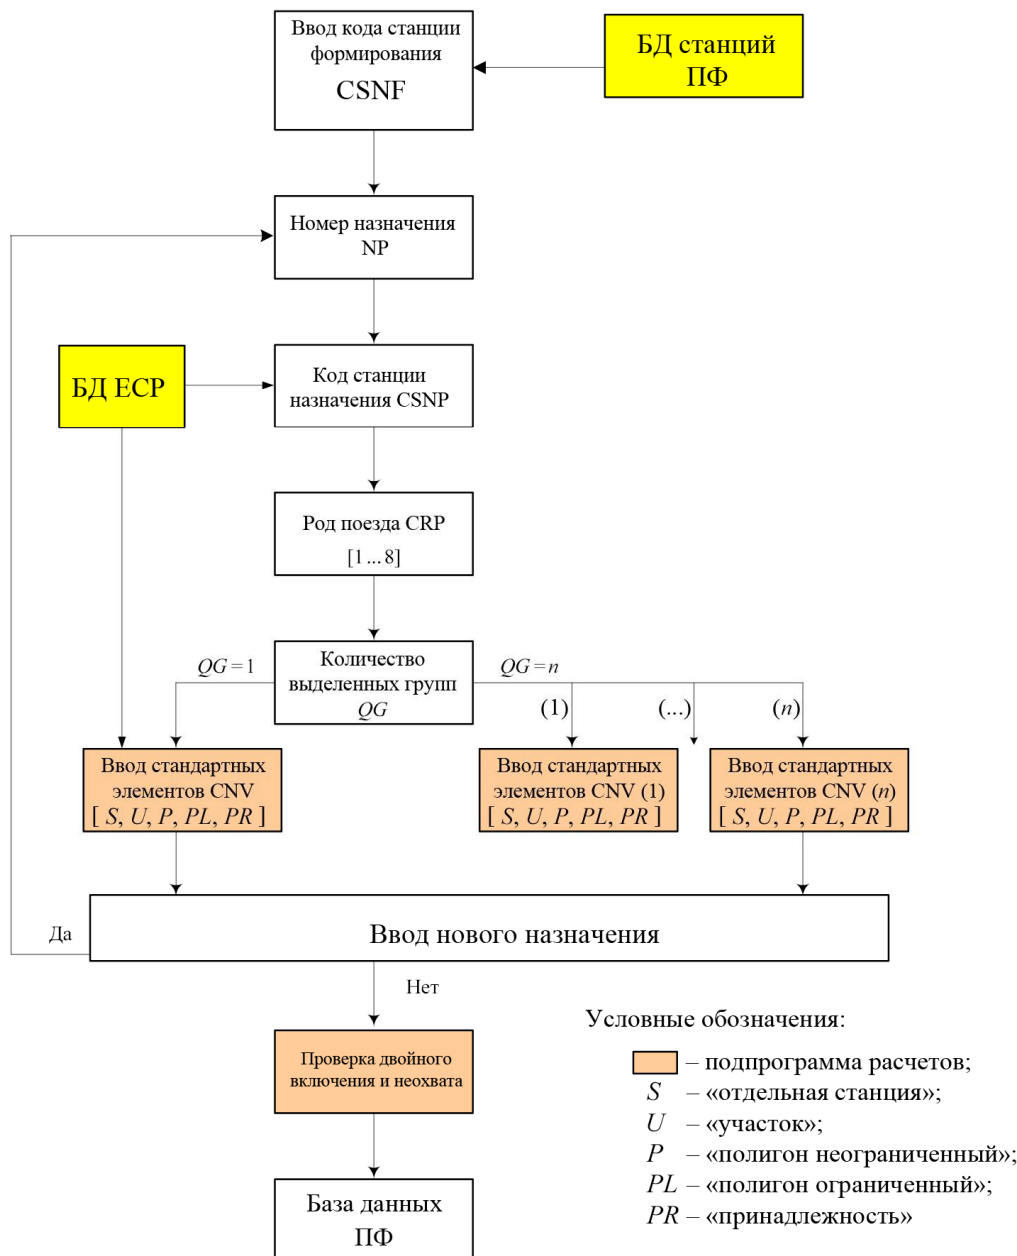 Ввод кода станции
формирования
CSNF
БД станций
ПФ
Номер назначения
NP
БД ЕСР
Код станции
назначения CSNP
Род поезда CRP
[1 ... 8]
QG = 1
Количество
выделенных групп
QG
QG = n
(1)
(...)
(n)
Ввод стандартных
элементов CNV
[ S, U, P, PL, PR ]
Ввод стандартных
элементов CNV (1)
[ S, U, P, PL, PR ]
Ввод стандартных
элементов CNV (n)
[ S, U, P, PL, PR ]
Да
Ввод нового назначения
Нет
Проверка двойного
включения и неохвата
База данных
ПФ
Условные обозначения:
– подпрограмма расчетов;
S – «отдельная станция»;
U – «участок»;
P – «полигон неограниченный»;
PL – «полигон ограниченный»;
PR – «принадлежность»